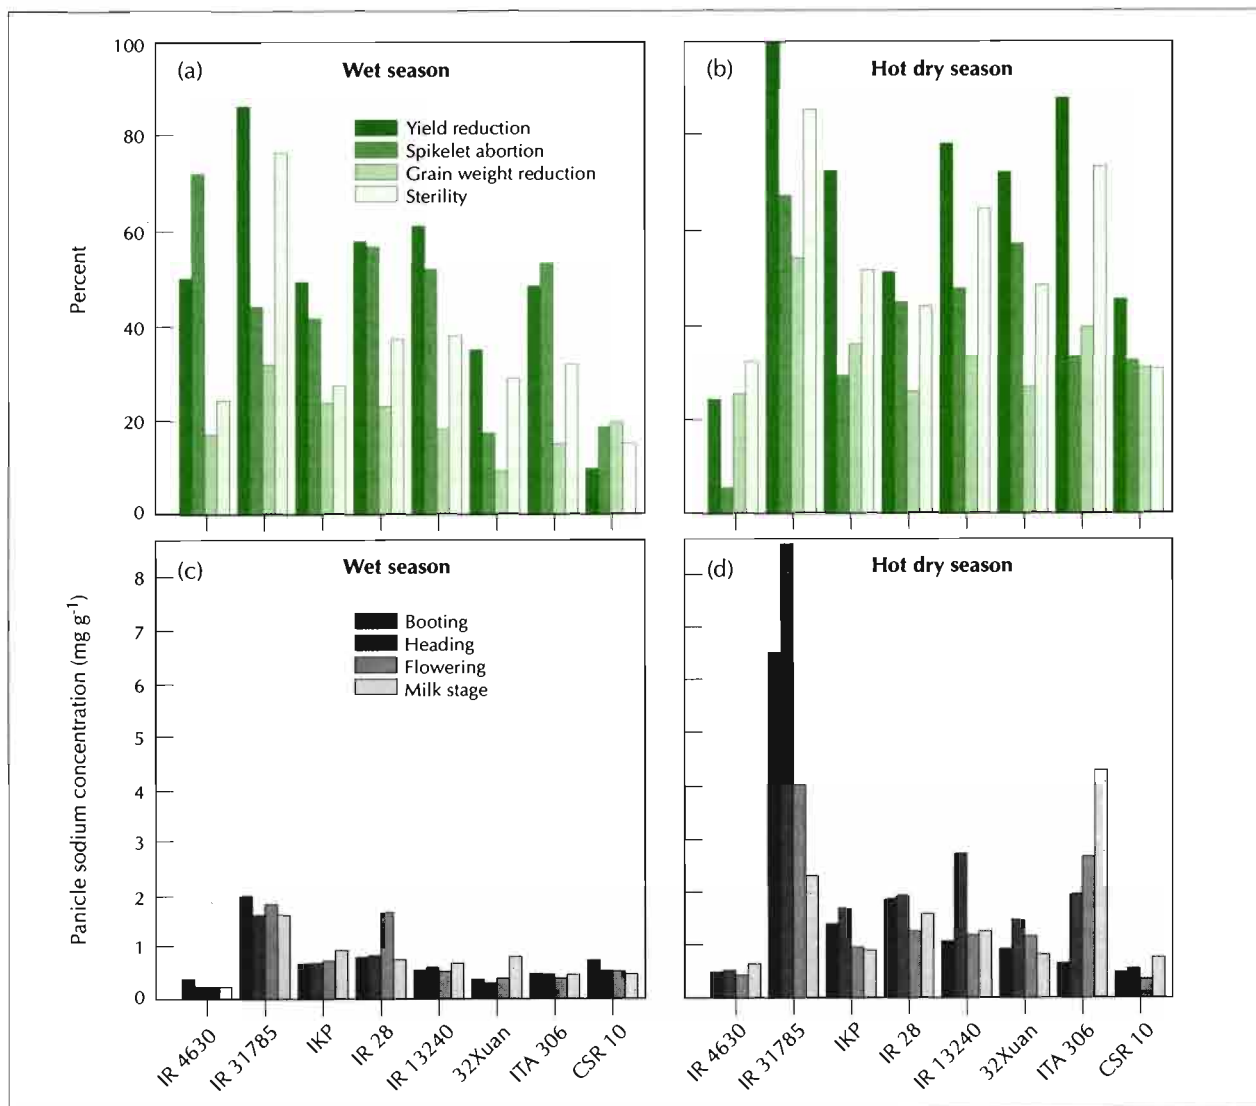 (a)
Wet season
Yield reduction
Spikelet abortion
Grain weight reduction
Sterility
Percent
100
80
60
40
20
0
(b)
Hot dry season
(c)
Wet season
Booting
Heading
Flowering
Milk stage
Panicle sodium concentration (mg g⁻¹)
8
7
6
5
4
3
2
1
0
IR 4630
IR 31785
IKP
IR 28
IR 13240
32Xuan
ITA 306
CSR 10
(d)
Hot dry season
IR 4630
IR 31785
IKP
IR 28
IR 13240
32Xuan
ITA 306
CSR 10